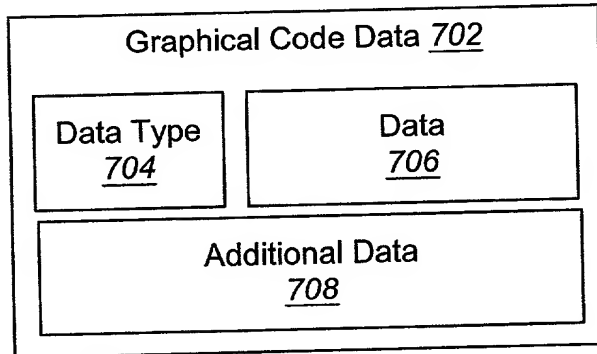 Graphical Code Data 702
Data Type
704
Data
706
Additional Data
708